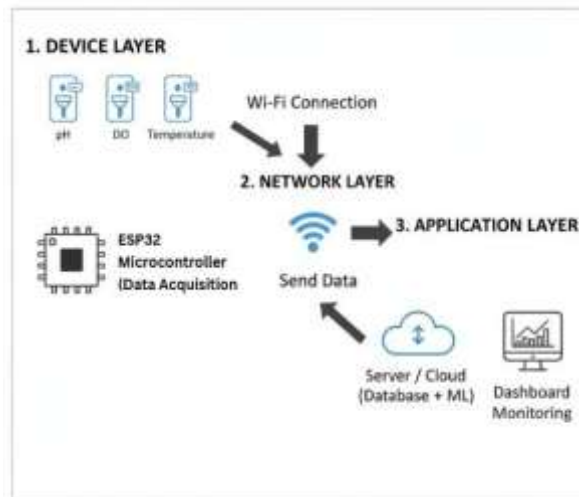 1. DEVICE LAYER
pH
DO
Temperature
Wi-Fi Connection
2. NETWORK LAYER
3. APPLICATION LAYER
ESP32
Microcontroller
(Data Acquisition
Send Data
Server / Cloud
(Database + ML)
Dashboard
Monitoring